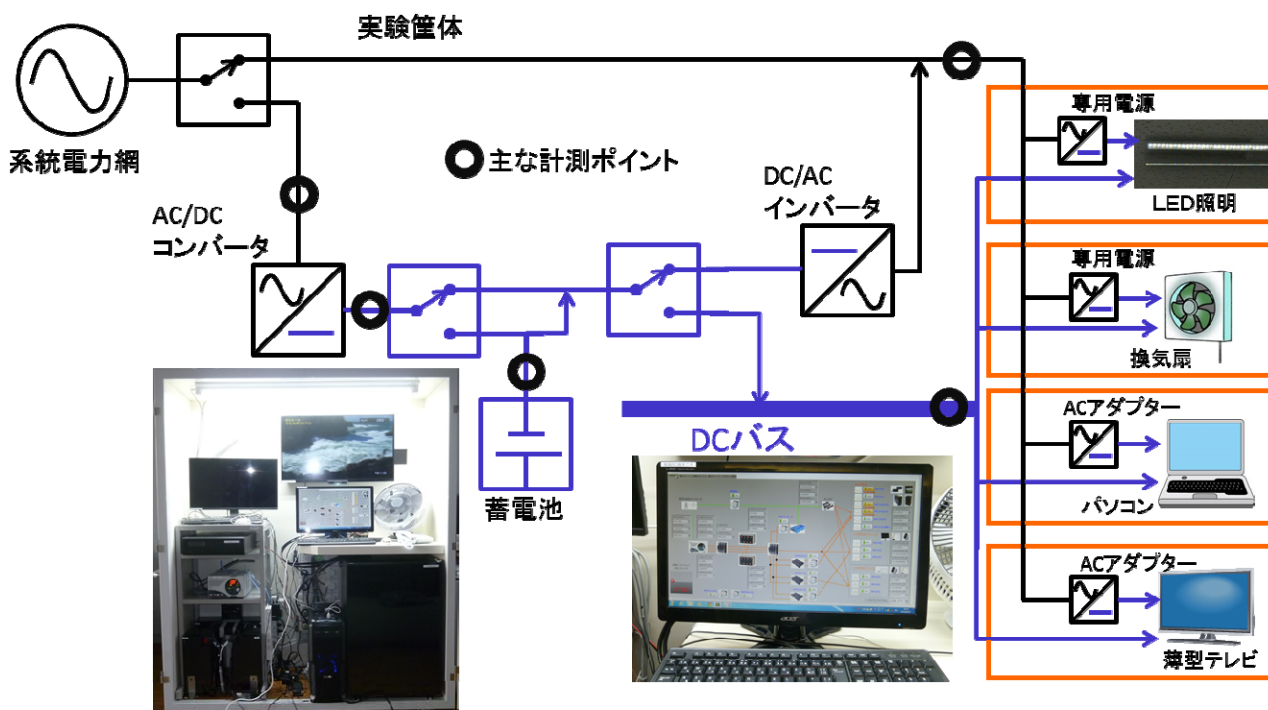 実験筐体
系統電力網
主な計測ポイント
AC/DC
コンバータ
DC/AC
インバータ
専用電源
LED照明
専用電源
換気扇
ACアダプター
パソコン
ACアダプター
薄型テレビ
DCバス
蓄電池
acer